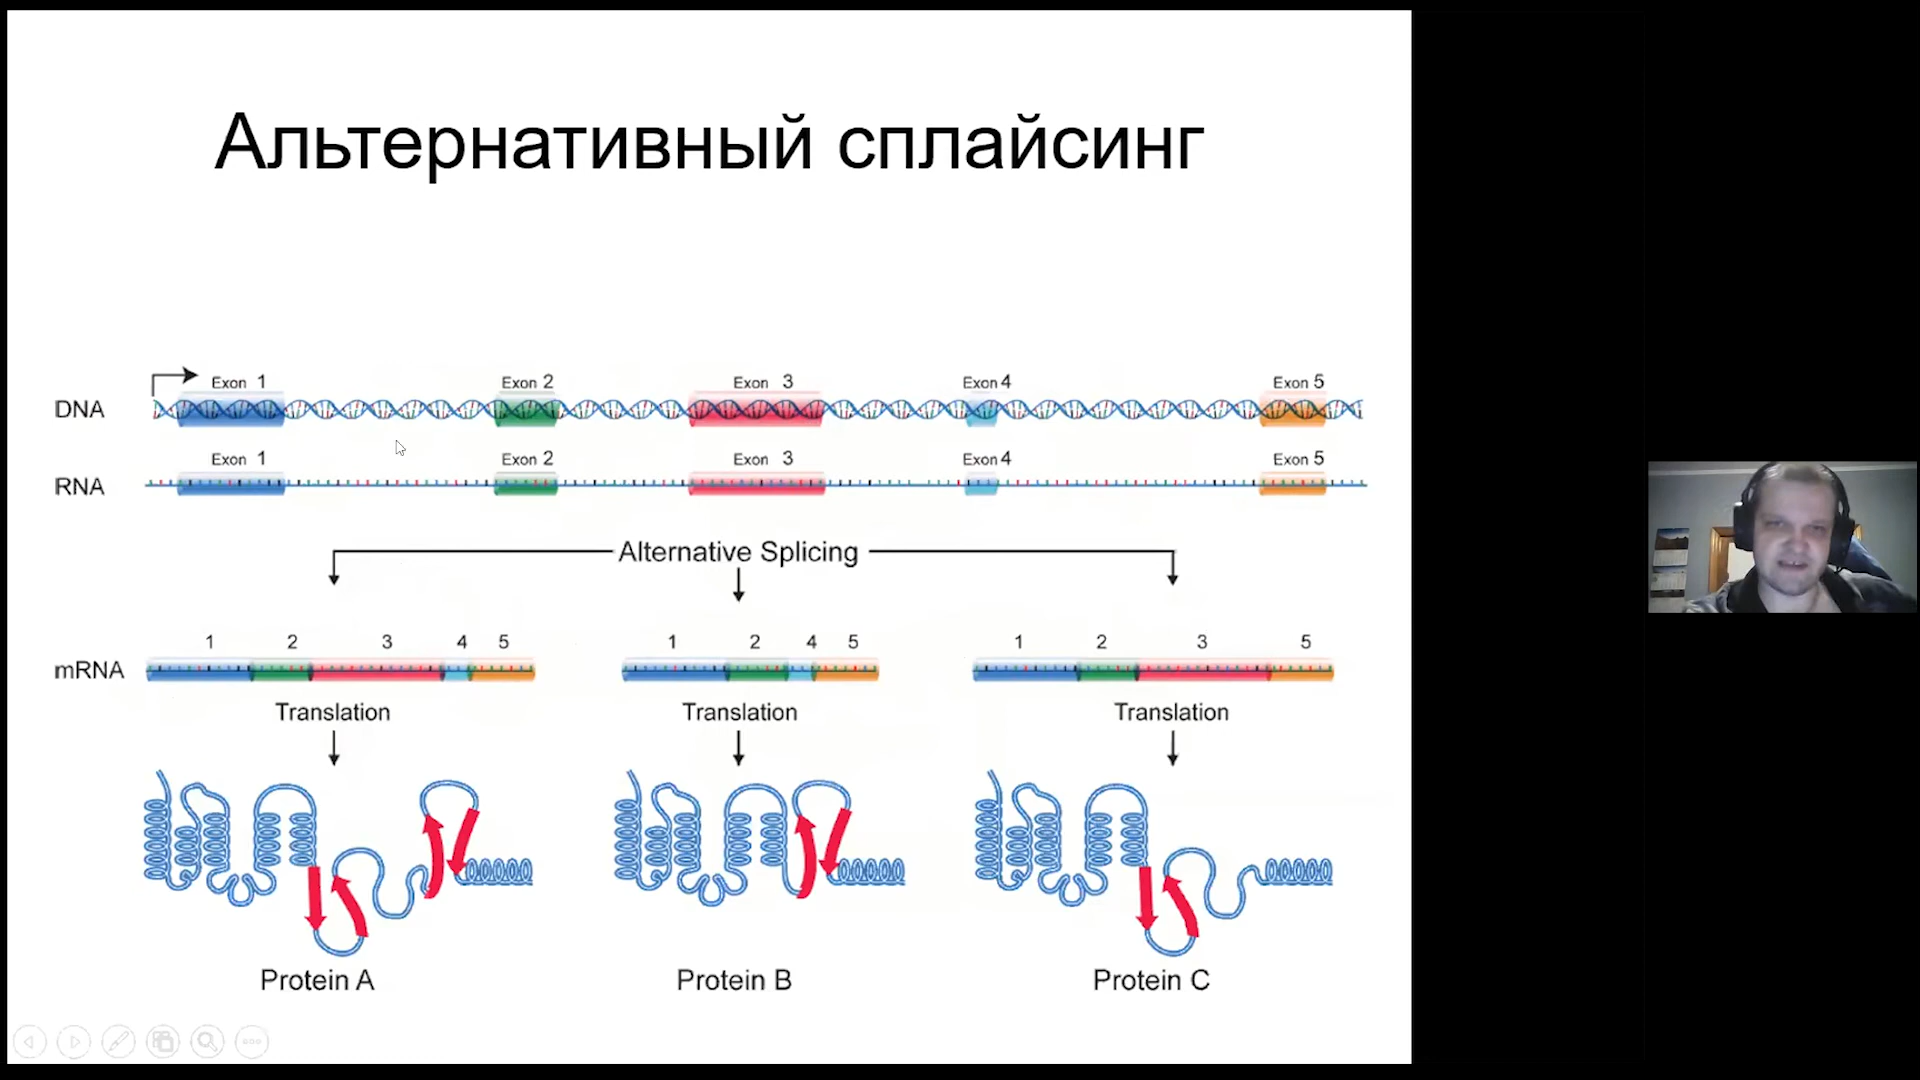 Альтернативный сплайсинг
Exon 1 Exon 2 Exon 3 Exon 4 Exon 5
DNA
Exon 1 Exon 2 Exon 3 Exon 4 Exon 5
RNA
Alternative Splicing
1 2 3 4 5 1 2 4 5 1 2 3 5
mRNA
Translation Translation Translation
Protein A Protein B Protein C